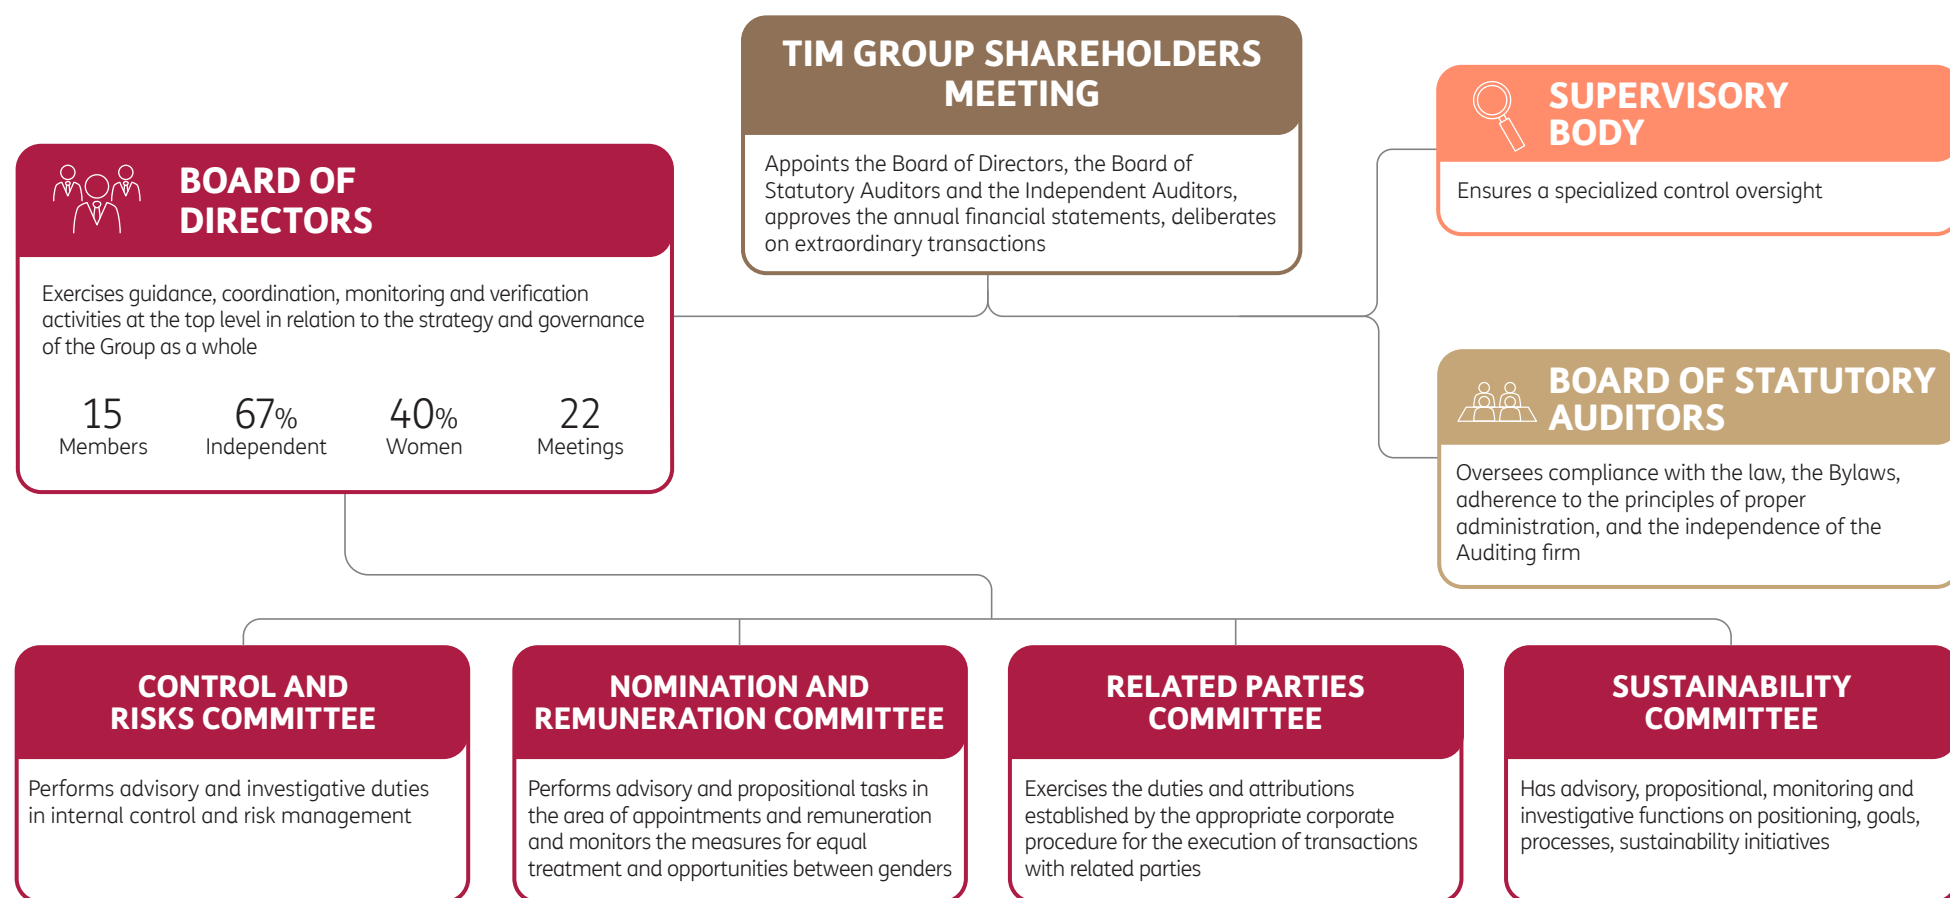 TIM GROUP SHAREHOLDERS
MEETING
Appoints the Board of Directors, the Board of
Statutory Auditors and the Independent Auditors,
approves the annual financial statements, deliberates
on extraordinary transactions
SUPERVISORY
BODY
Ensures a specialized control oversight
BOARD OF
DIRECTORS
Exercises guidance, coordination, monitoring and verification
activities at the top level in relation to the strategy and governance
of the Group as a whole
15 67% 40% 22
Members Independent Women Meetings
BOARD OF STATUTORY
AUDITORS
Oversees compliance with the law, the Bylaws,
adherence to the principles of proper
administration, and the independence of the
Auditing firm
CONTROL AND
RISKS COMMITTEE
Performs advisory and investigative duties
in internal control and risk management
NOMINATION AND
REMUNERATION COMMITTEE
Performs advisory and propositional tasks in
the area of appointments and remuneration
and monitors the measures for equal
treatment and opportunities between genders
RELATED PARTIES
COMMITTEE
Exercises the duties and attributions
established by the appropriate corporate
procedure for the execution of transactions
with related parties
SUSTAINABILITY
COMMITTEE
Has advisory, propositional, monitoring and
investigative functions on positioning, goals,
processes, sustainability initiatives